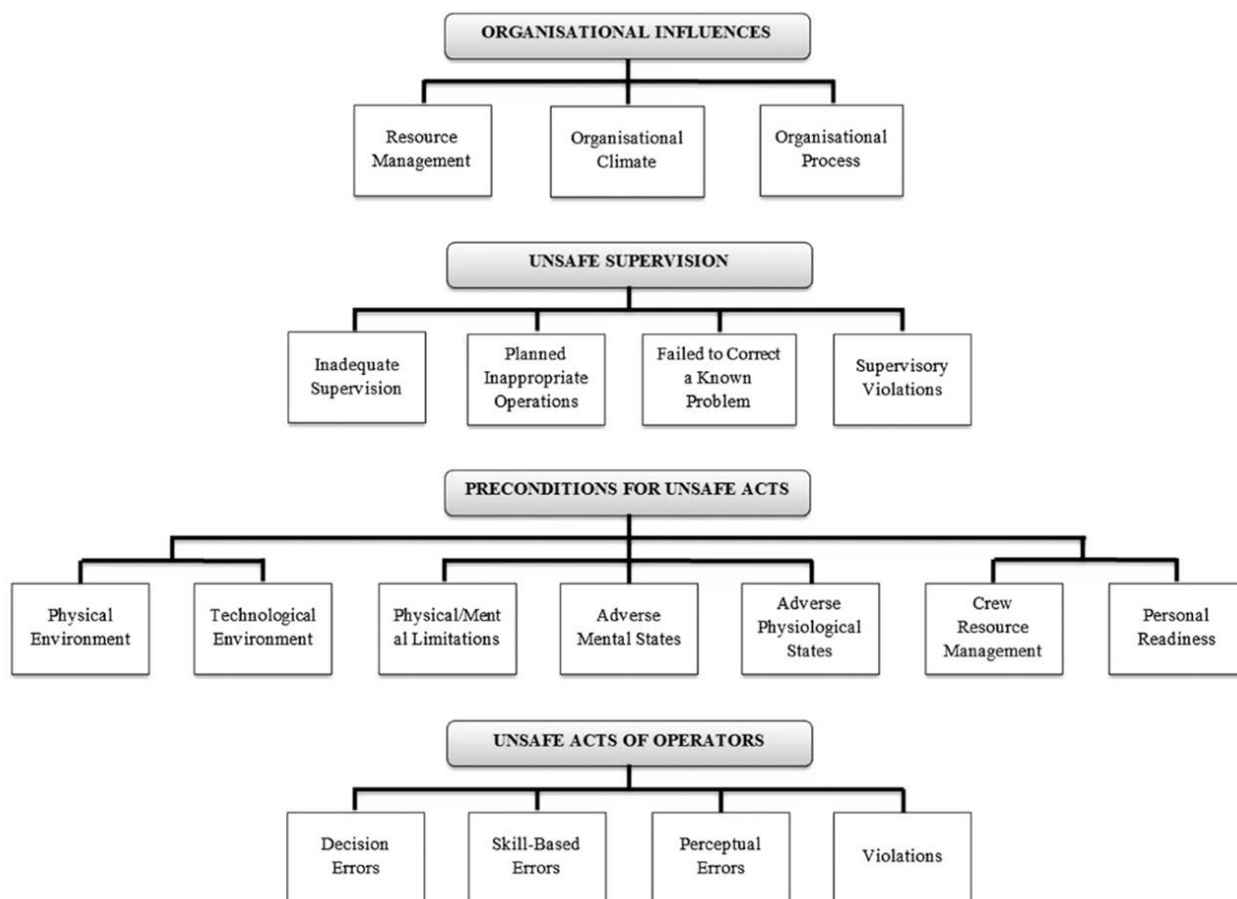 ORGANISATIONAL INFLUENCES
Resource
Management
Organisational
Climate
Organisational
Process
UNSAFE SUPERVISION
Inadequate
Supervision
Planned
Inappropriate
Operations
Failed to Correct
a Known
Problem
Supervisory
Violations
PRECONDITIONS FOR UNSAFE ACTS
Physical
Environment
Technological
Environment
Physical/Ment
al Limitations
Adverse
Mental States
Adverse
Physiological
States
Crew
Resource
Management
Personal
Readiness
UNSAFE ACTS OF OPERATORS
Decision
Errors
Skill-Based
Errors
Perceptual
Errors
Violations